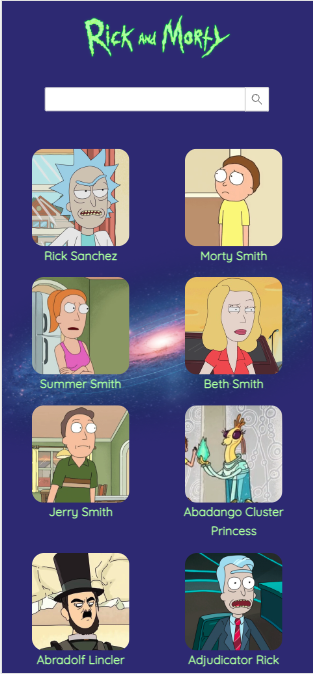 Rick and Morty
Rick Sanchez
Morty Smith
Summer Smith
Beth Smith
Jerry Smith
Abadango Cluster
Princess
Abradolf Lincler
Adjudicator Rick